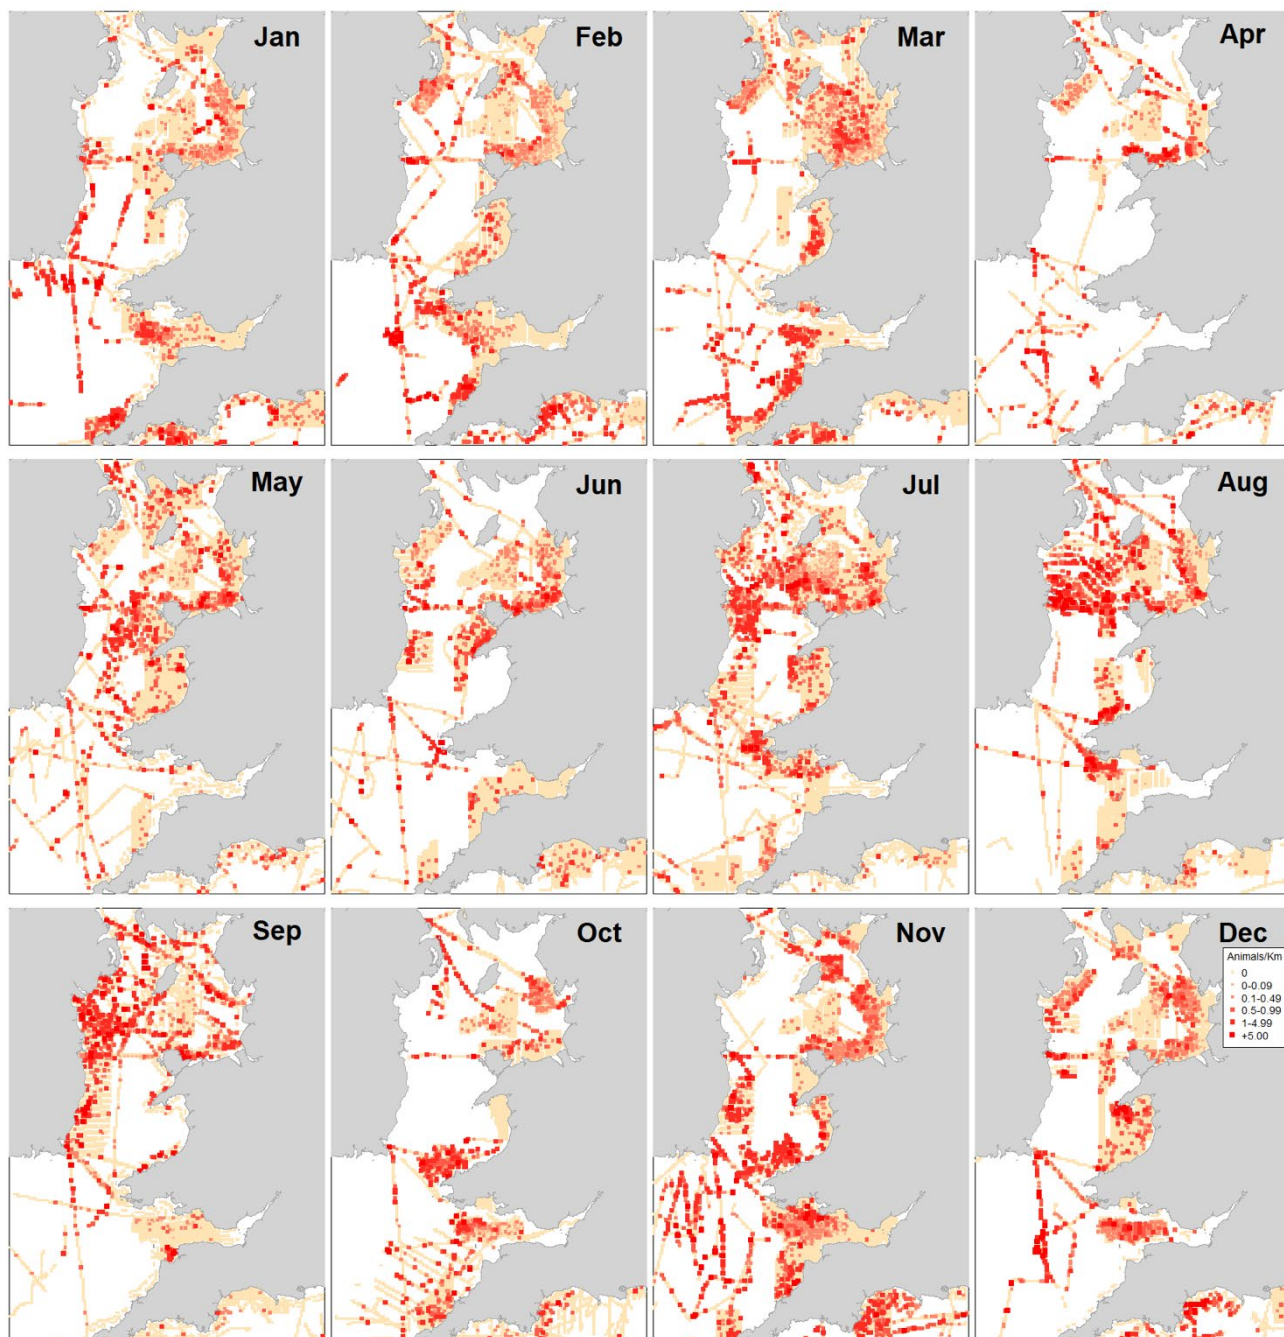 Jan
Feb
Mar
Apr
May
Jun
Jul
Aug
Sep
Oct
Nov
Dec
Animals/Km
0
0-0.09
0.1-0.49
0.5-0.99
1-4.99
+5.00